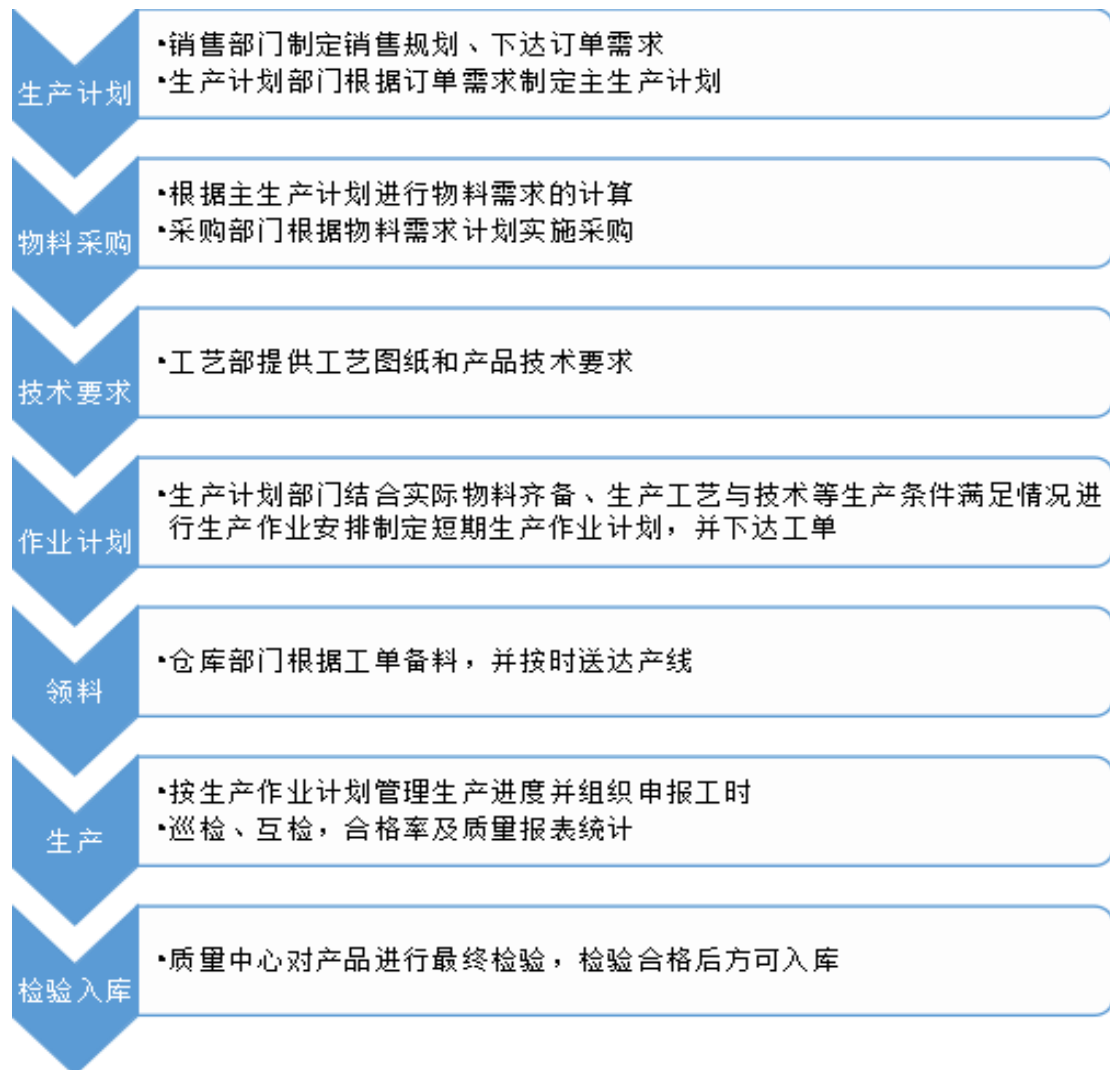 生产计划
•销售部门制定销售规划、下达订单需求
•生产计划部门根据订单需求制定主生产计划
物料采购
•根据主生产计划进行物料需求的计算
•采购部门根据物料需求计划实施采购
技术要求
•工艺部提供工艺图纸和产品技术要求
作业计划
•生产计划部门结合实际物料齐备、生产工艺与技术等生产条件满足情况进
行生产作业安排制定短期生产作业计划，并下达工单
领料
•仓库部门根据工单备料，并按时送达产线
生产
•按生产作业计划管理生产进度并组织申报工时
•巡检、互检，合格率及质量报表统计
检验入库
•质量中心对产品进行最终检验，检验合格后方可入库